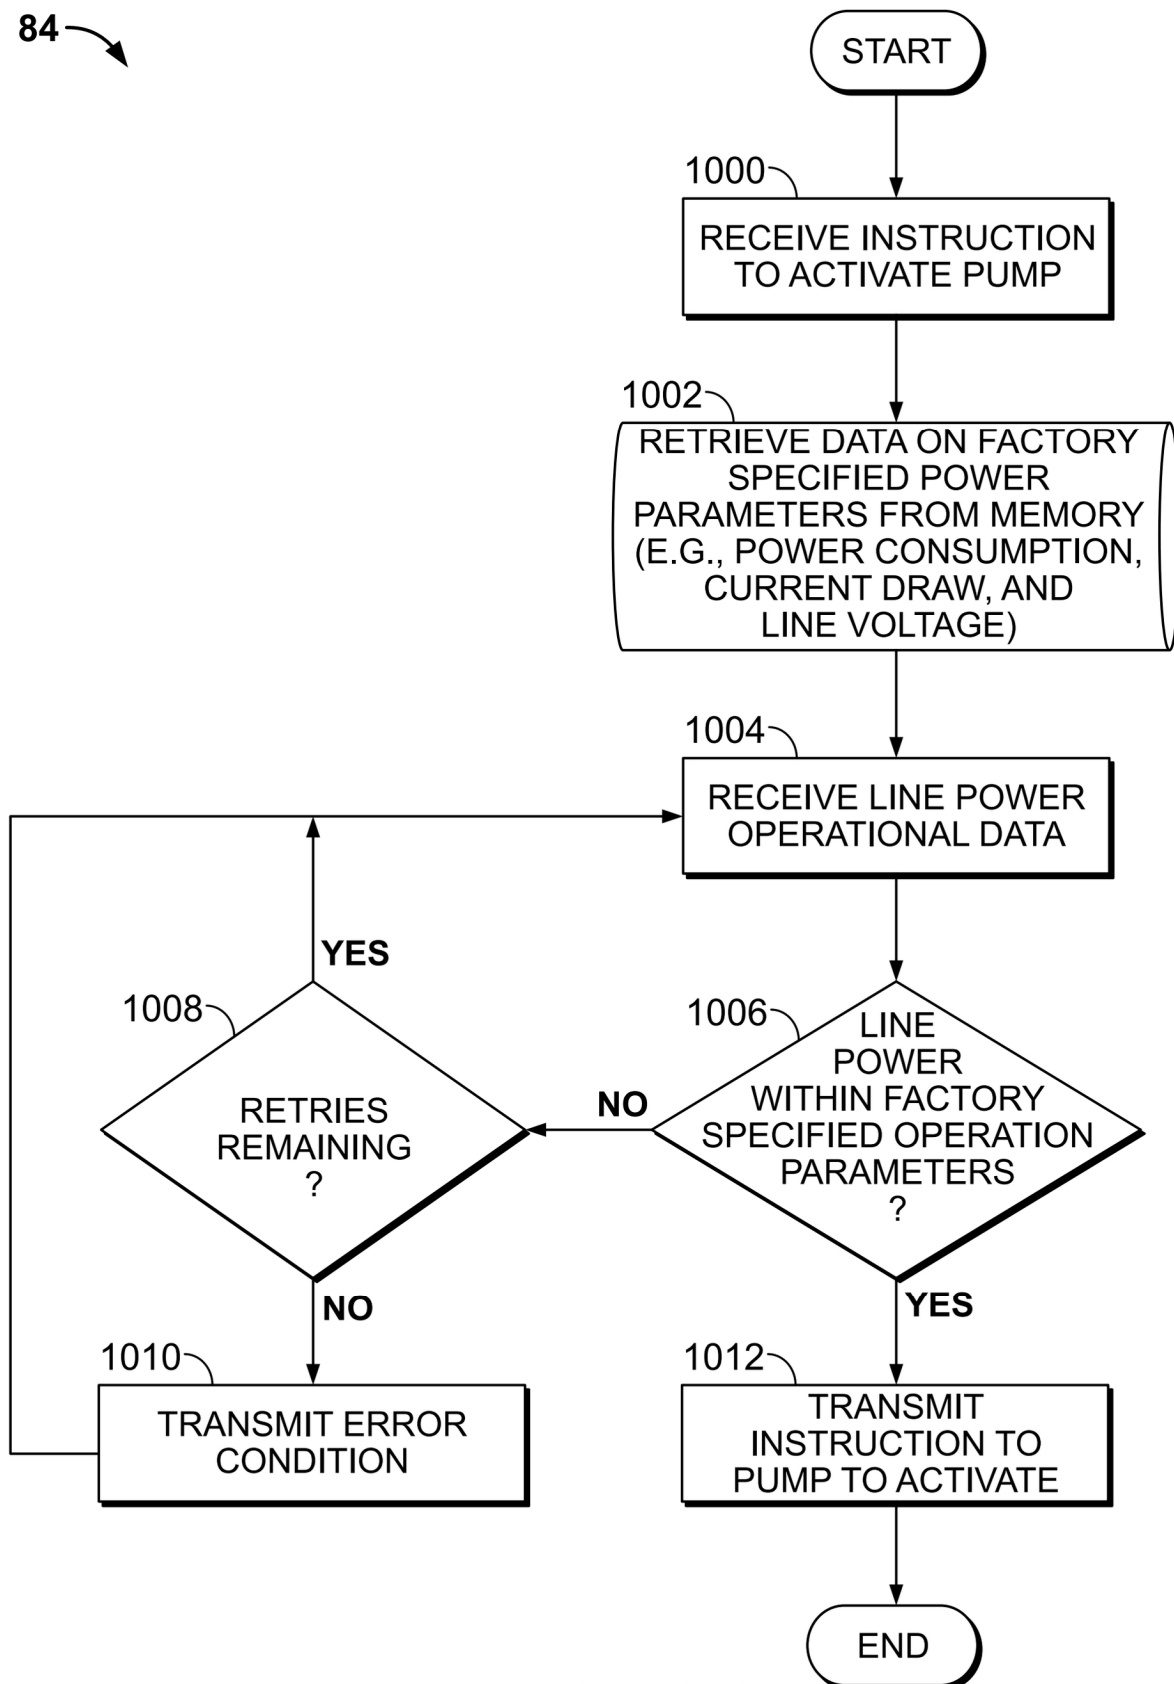 84
START
1000
RECEIVE INSTRUCTION
TO ACTIVATE PUMP
1002
RETRIEVE DATA ON FACTORY
SPECIFIED POWER
PARAMETERS FROM MEMORY
(E.G., POWER CONSUMPTION,
CURRENT DRAW, AND
LINE VOLTAGE)
1004
RECEIVE LINE POWER
OPERATIONAL DATA
YES
1008
RETRIES
REMAINING
?
NO
1006
LINE
POWER
WITHIN FACTORY
SPECIFIED OPERATION
PARAMETERS
?
NO
YES
1010
TRANSMIT ERROR
CONDITION
1012
TRANSMIT
INSTRUCTION TO
PUMP TO ACTIVATE
END